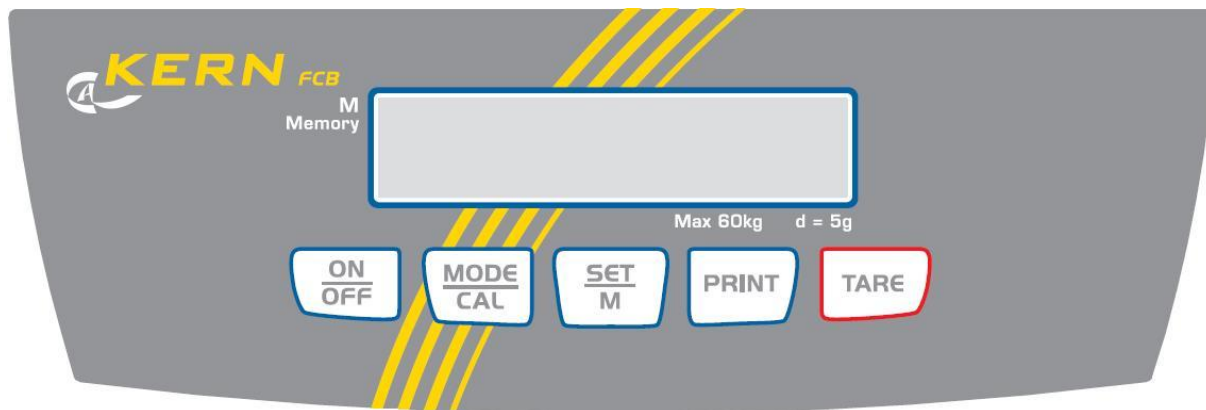 KERN FCB
M
Memory
Max 60kg d = 5g
ON
OFF
MODE
CAL
SET
M
PRINT
TARE